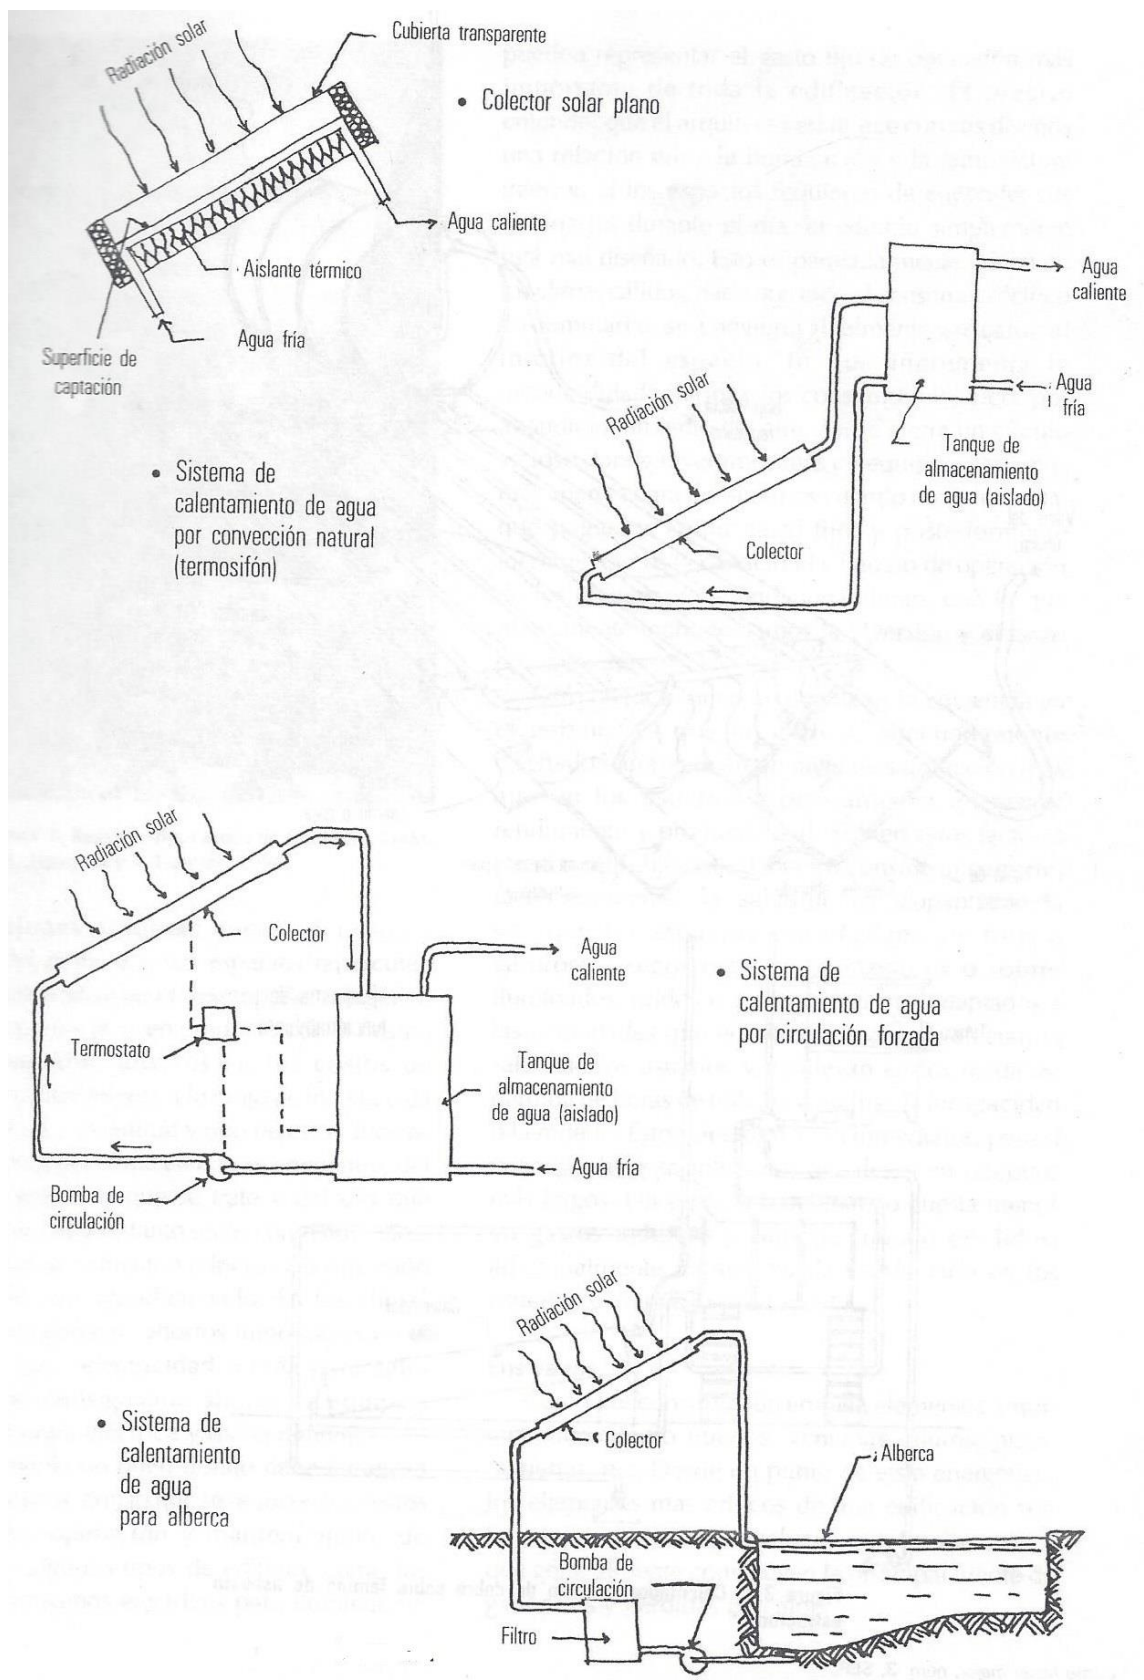 Radiación solar
Cubierta transparente
• Colector solar plano
Agua caliente
Aislante térmico
Agua fría
Superficie de
captación
• Sistema de
calentamiento de agua
por convección natural
(termosifón)
Radiación solar
Agua
caliente
Agua
fría
Tanque de
almacenamiento
de agua (aislado)
Colector
Radiación solar
Colector
Agua
caliente
Termostato
Tanque de
almacenamiento
de agua (aislado)
Agua fría
Bomba de
circulación
• Sistema de
calentamiento de agua
por circulación forzada
Radiación solar
Colector
• Sistema de
calentamiento
de agua
para alberca
Alberca
Bomba de
circulación
Filtro